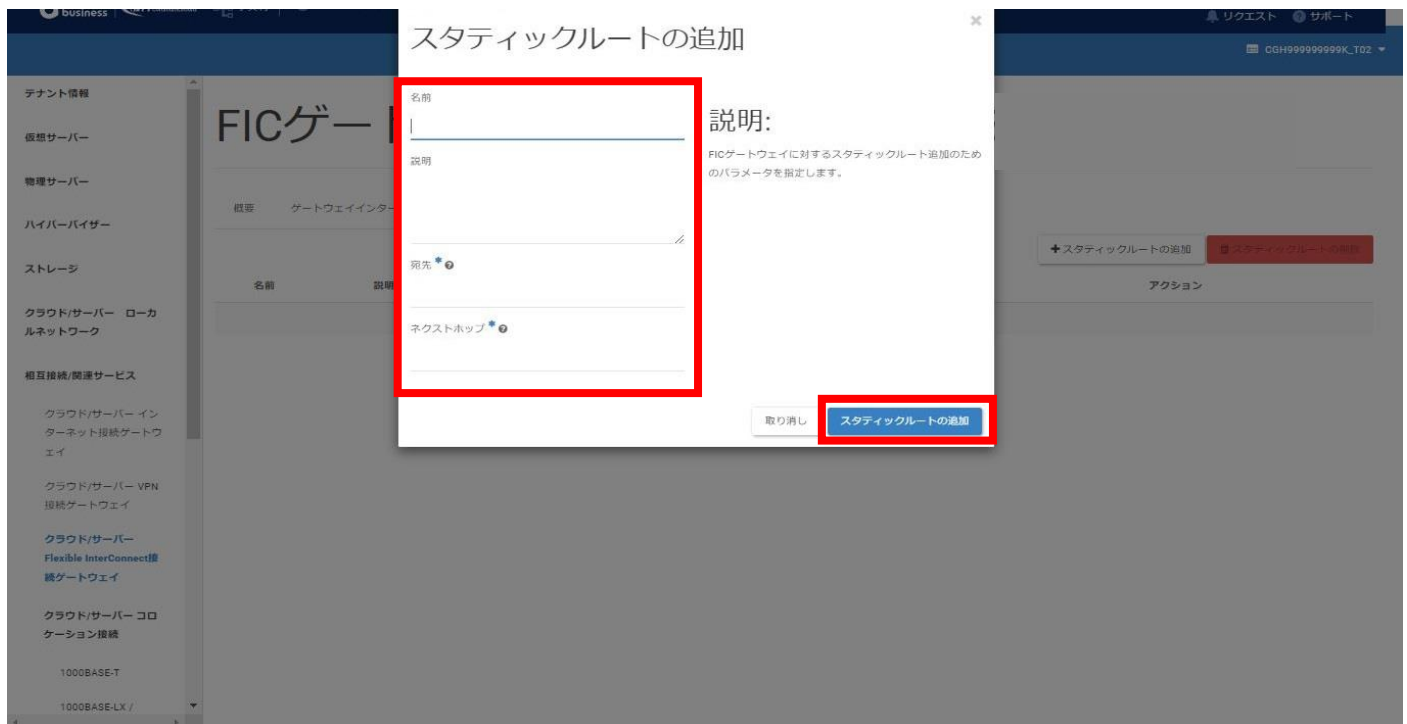 business
リクエスト
サポート
CGH999999999K_T02
スタティックルートの追加
×
テナント情報
仮想サーバー
物理サーバー
ハイパーバイザー
ストレージ
クラウド/サーバー ローカ
ルネットワーク
相互接続/関連サービス
クラウド/サーバー イン
ターネット接続ゲートウ
ェイ
クラウド/サーバー VPN
接続ゲートウェイ
クラウド/サーバー
Flexible InterConnect接
続ゲートウェイ
クラウド/サーバー コロ
ケーション接続
1000BASE-T
1000BASE-LX /
FICゲート
概要
ゲートウェイインター
+スタティックルートの追加
スタティックルートの削除
名前
説明
アクション
名前
説明
宛先 *
ネクストホップ *
説明:
FICゲートウェイに対するスタティックルート追加のため
のパラメータを指定します。
取り消し
スタティックルートの追加